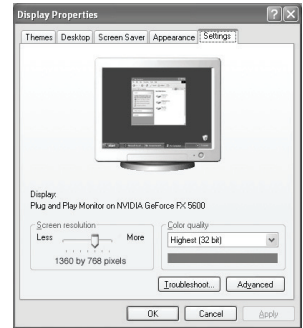 Display Properties
Themes Desktop Screen Saver Appearance Settings
Display:
Plug and Play Monitor on NVIDIA GeForce FX 5600
Screen resolution
Less More
1360 by 768 pixels
Color quality
Highest (32 bit)
Troubleshoot... Advanced
OK Cancel Apply